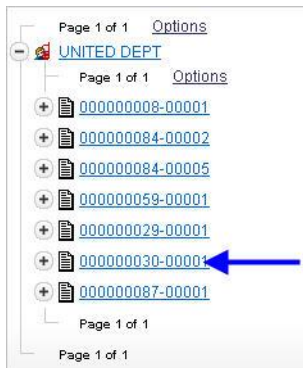 Page 1 of 1 Options
UNITED DEPT
Page 1 of 1 Options
000000008-00001
000000084-00002
000000084-00005
000000059-00001
000000029-00001
000000030-00001
000000087-00001
Page 1 of 1
Page 1 of 1